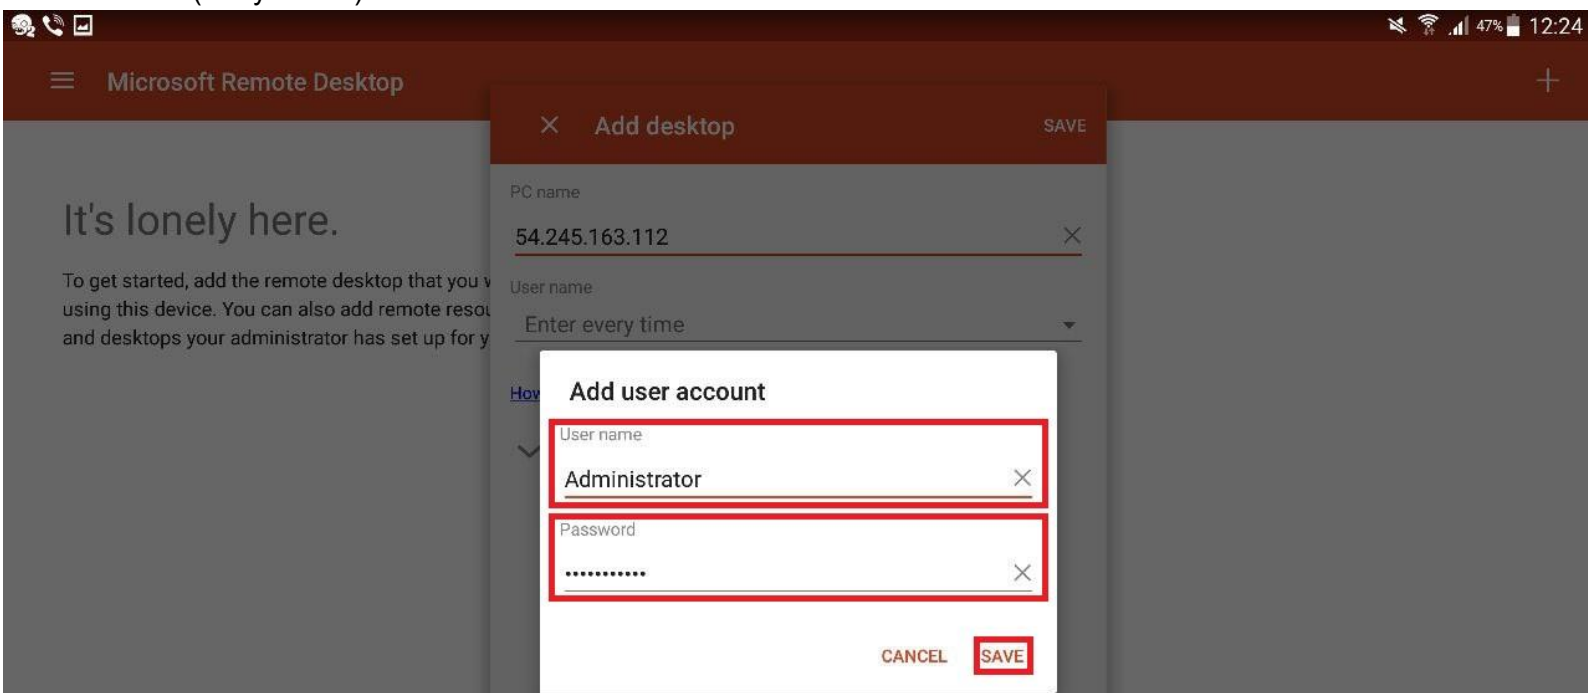 47% 12:24
Microsoft Remote Desktop
Add desktop SAVE
PC name
54.245.163.112
It's lonely here.
To get started, add the remote desktop that you
using this device. You can also add remote
and desktops your administrator has set up for
User name
Enter every time
How
Add user account
User name
Administrator
Password
•••••••••••
CANCEL SAVE